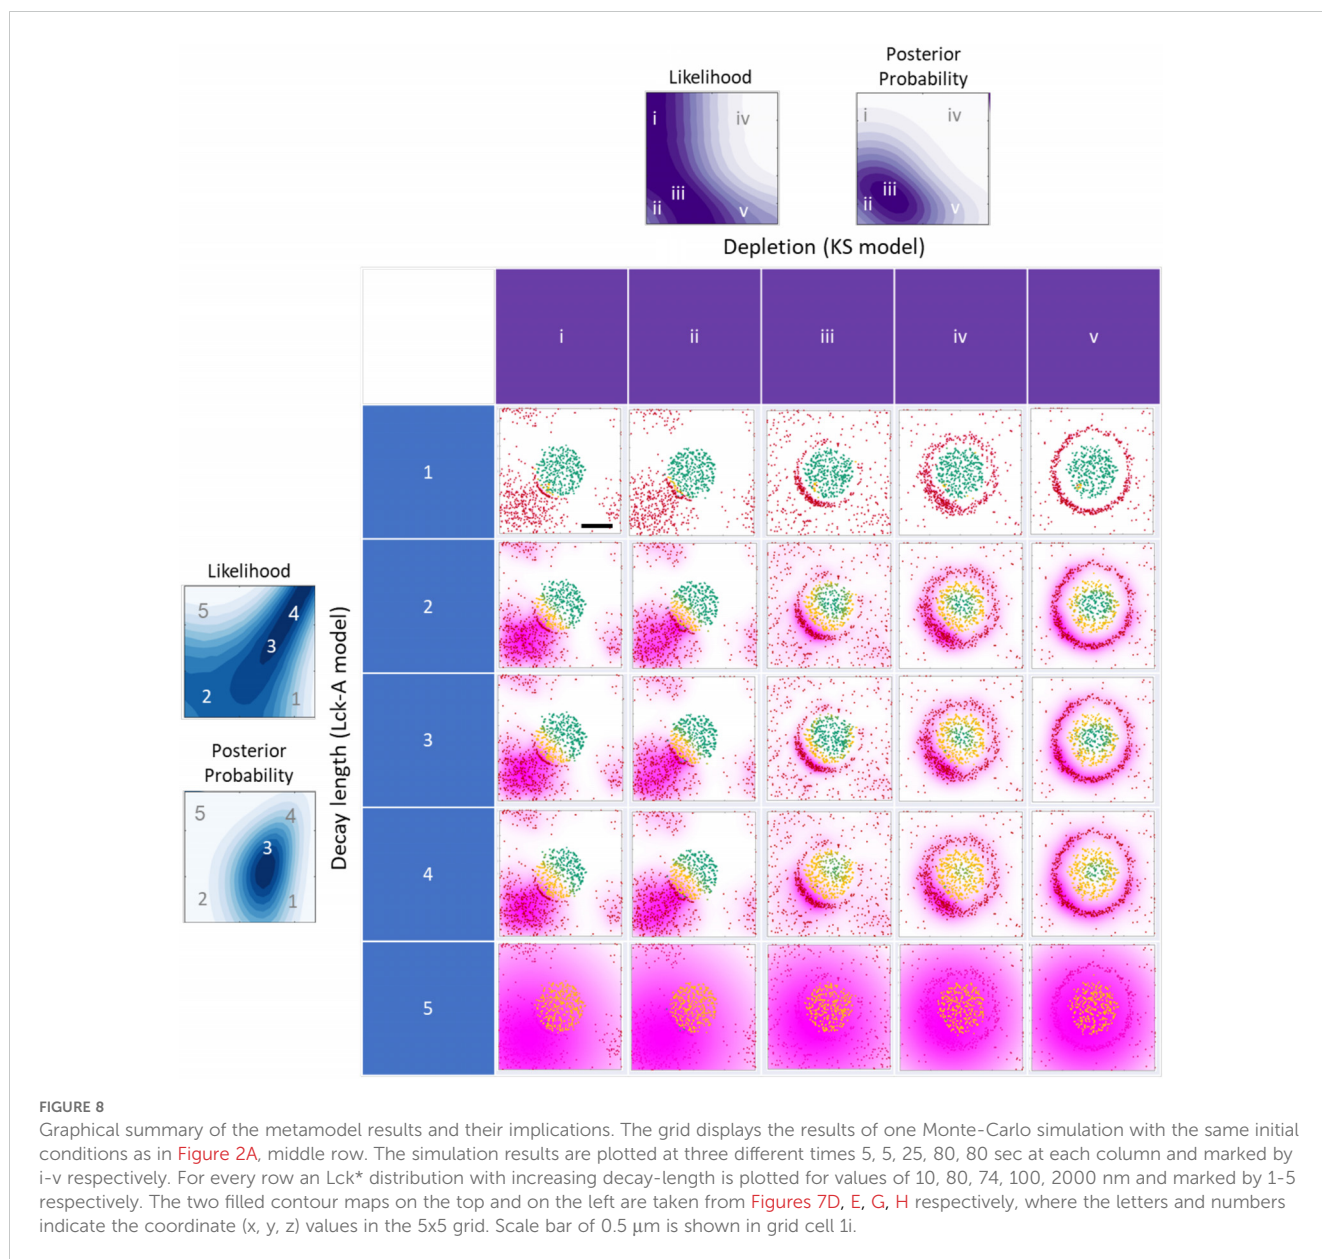 Likelihood
Posterior
Probability
i
iv
iii
ii
v
i
iv
iii
ii
v
Depletion (KS model)
i
ii
iii
iv
v
1
2
3
4
5
Decay length (Lck-A model)
Likelihood
5
4
3
2
1
Posterior
Probability
5
4
3
2
1
FIGURE 8
Graphical summary of the metamodel results and their implications. The grid displays the results of one Monte-Carlo simulation with the same initial
conditions as in Figure 2A, middle row. The simulation results are plotted at three different times 5, 5, 25, 80, 80 sec at each column and marked by
i-v respectively. For every row an Lck* distribution with increasing decay-length is plotted for values of 10, 80, 74, 100, 2000 nm and marked by 1-5
respectively. The two filled contour maps on the top and on the left are taken from Figures 7D, E, G, H respectively, where the letters and numbers
indicate the coordinate (x, y, z) values in the 5x5 grid. Scale bar of 0.5 μm is shown in grid cell 1i.